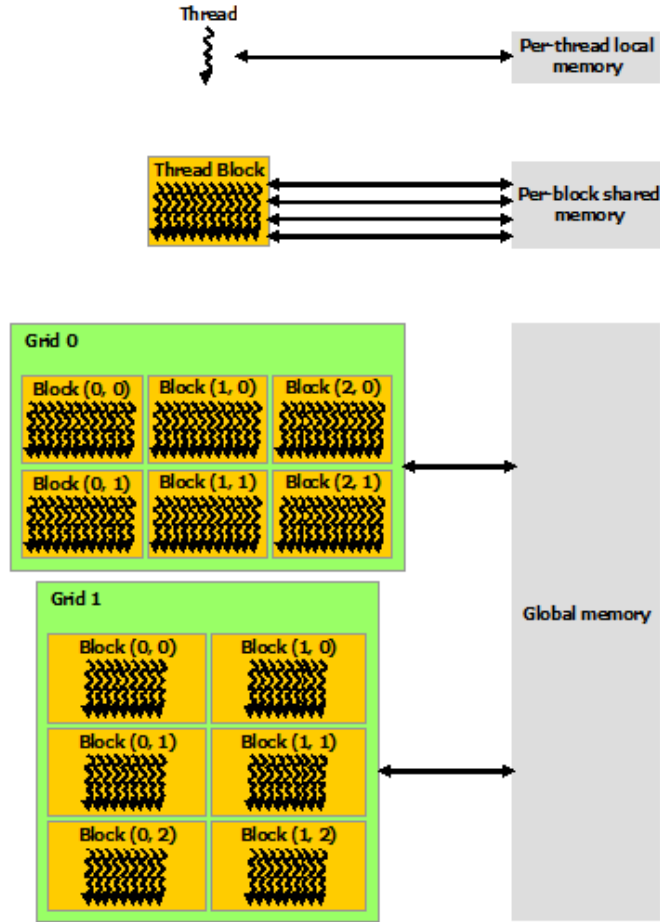 Thread
Per-thread local
memory
Thread Block
Per-block shared
memory
Grid 0
Block (0, 0) Block (1, 0) Block (2, 0)
Block (0, 1) Block (1, 1) Block (2, 1)
Grid 1
Global memory
Block (0, 0) Block (1, 0)
Block (0, 1) Block (1, 1)
Block (0, 2) Block (1, 2)